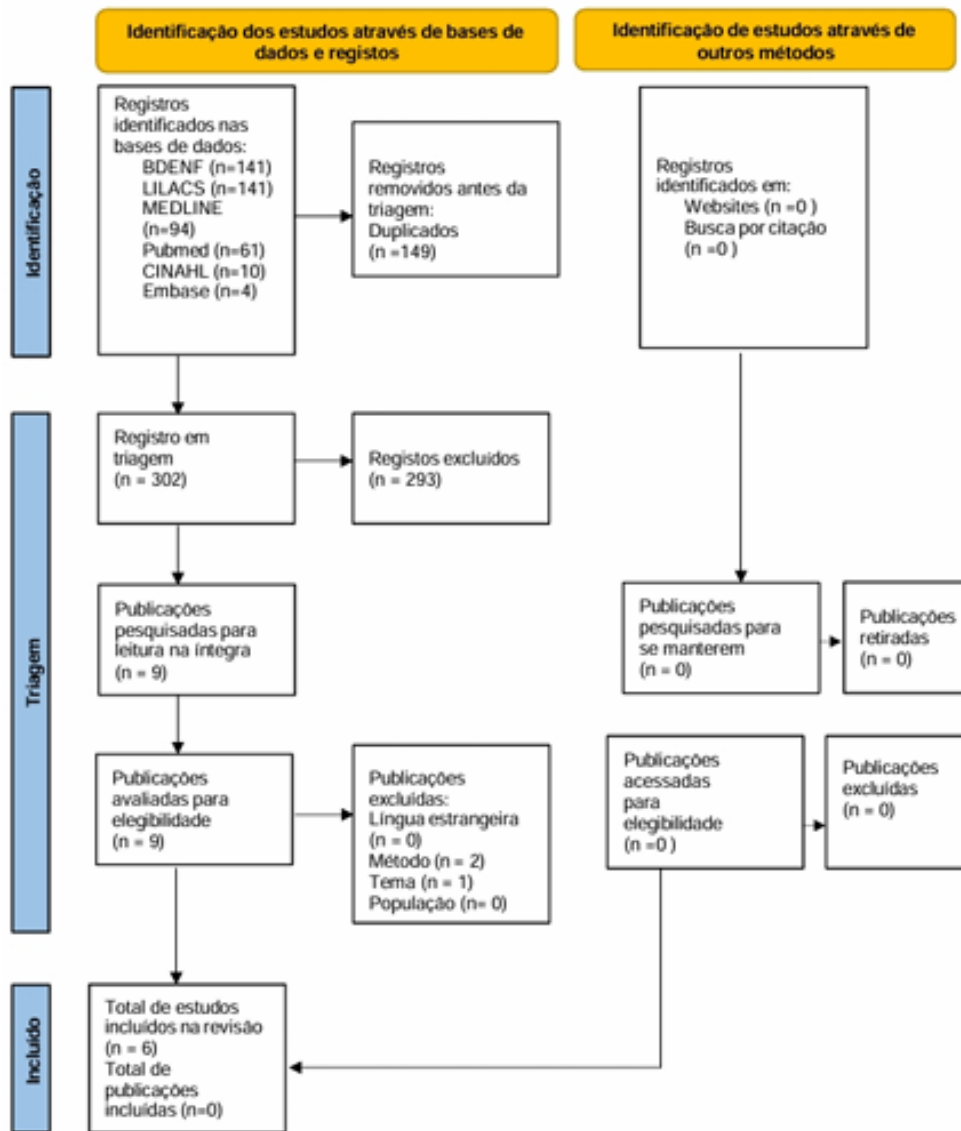 Identificação dos estudos através de bases de
dados e registos
Identificação de estudos através de
outros métodos
Identificação
Registros
identificados nas
bases de dados:
BDENF (n=141)
LILACS (n=141)
MEDLINE
(n=94)
Pubmed (n=61)
CINAHL (n=10)
Embase (n=4)
Registros
removidos antes da
triagem:
Duplicados
(n =149)
Registros
identificados em:
Websites (n =0 )
Busca por citação
(n =0 )
Triagem
Registro em
triagem
(n = 302)
Registos excluidos
(n = 293)
Publicações
pesquisadas para
leitura na íntegra
(n = 9)
Publicações
pesquisadas para
se manterem
(n = 0)
Publicações
retiradas
(n = 0)
Publicações
avaliadas para
elegibilidade
(n = 9)
Publicações
excluídas:
Língua estrangeira
(n = 0)
Método (n = 2)
Tema (n = 1)
População (n= 0)
Publicações
acessadas
para
elegibilidade
(n =0 )
Publicações
excluídas
(n = 0)
Incluído
Total de estudos
incluídos na revisão
(n = 6)
Total de
publicações
incluídas (n=0)